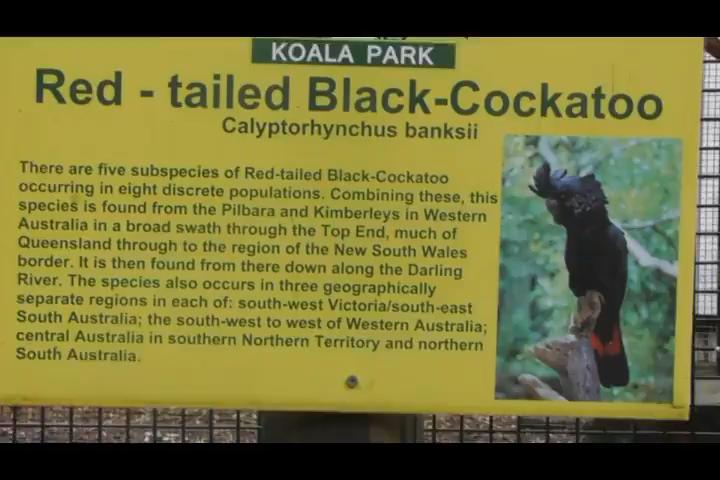 KOALA PARK
Red - tailed Black-Cockatoo
Calyptorhynchus banksii
There are five subspecies of Red-tailed Black-Cockatoo
occurring in eight discrete populations. Combining these, this
species is found from the Pilbara and Kimberleys in Western
Australia in a broad swath through the Top End, much of
Queensland through to the region of the New South Wales
border. It is then found from there down along the Darling
River. The species also occurs in three geographically
separate regions in each of: south-west Victoria/south-east
South Australia; the south-west to west of Western Australia;
central Australia in southern Northern Territory and northern
South Australia.